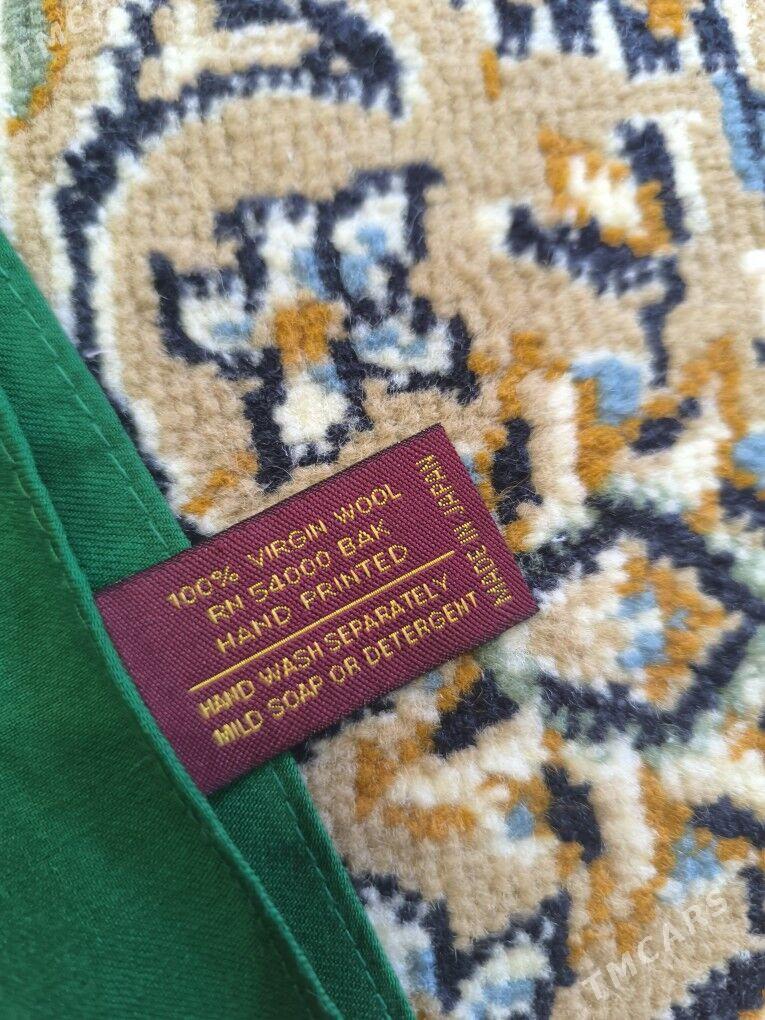 100% VIRGIN WOOL
RN 54000 BAK
HAND PRINTED
HAND WASH SEPARATELY
MILD SOAP OR DETERGENT
MADE IN JAPAN
TMCARS
TMCARS